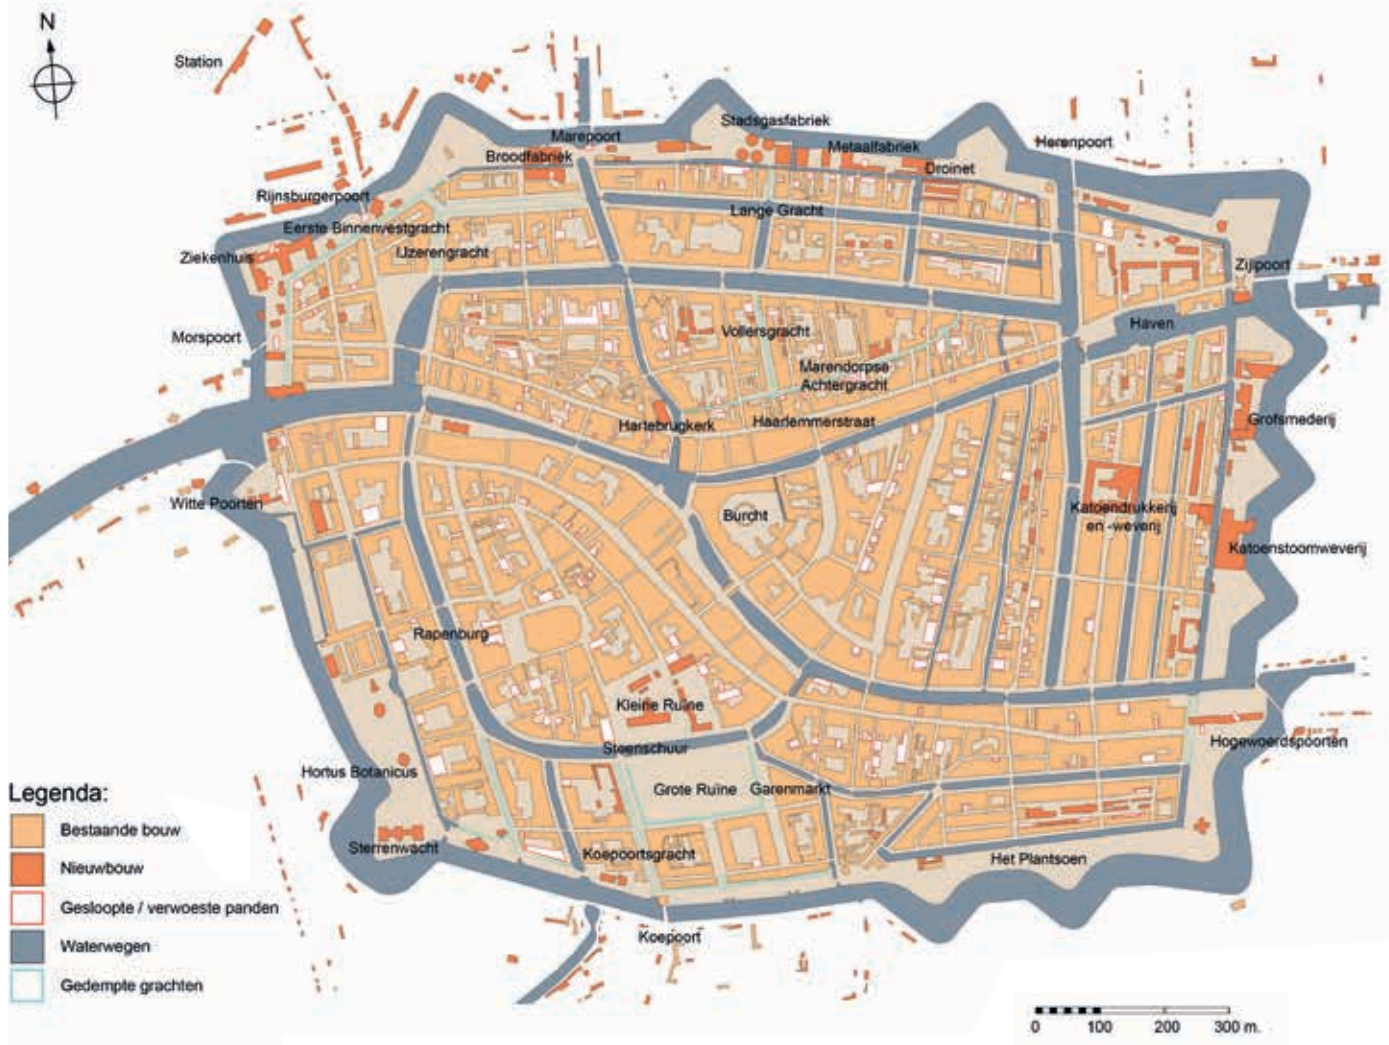 N
Station
Stadsgasfabriek
Marepoort
Metaalfabriek
Herenpoort
Broodfabriek
Droinet
Rijnsburgerpoort
Lange Gracht
Eerste Binnenvestgracht
IJzerengracht
Ziekenhuis
Zijlpoort
Morspoort
Vollersgracht
Haven
Marendorpse
Achtergracht
Hartebrugkerk
Haarlemmerstraat
Grofsmederij
Witte Poorten
Burcht
Katoendrukkerij
en -weverij
Katoenstoomweverij
Rapenburg
Kleine Ruïne
Steenschuur
Hogewoerdspoorten
Hortus Botanicus
Grote Ruïne
Garenmarkt
Sterrenwacht
Koepoortsgracht
Het Plantsoen
Koepoort
Legenda:
Bestaande bouw
Nieuwbouw
Gesloopte / verwoeste panden
Waterwegen
Gedempte grachten
0 100 200 300 m.